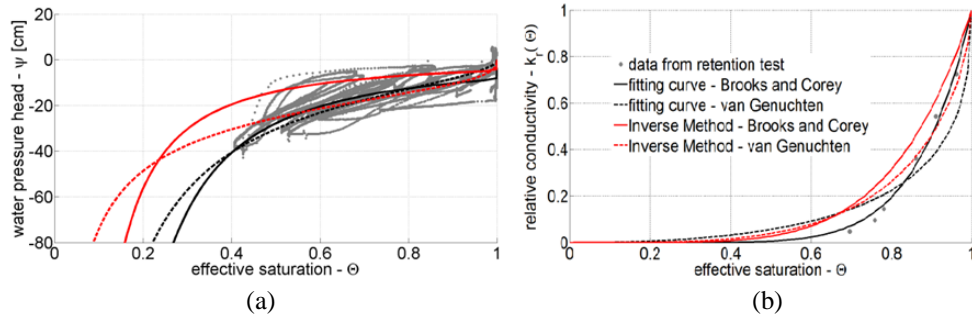 20
0
-20
-40
-60
-80
0
0.2
0.4
0.6
0.8
1
water pressure head - ψ [cm]
effective saturation - Θ
(a)
1
0.8
0.6
0.4
0.2
0
0
0.2
0.4
0.6
0.8
1
relative conductivity - k_r(Θ)
data from retention test
fitting curve - Brooks and Corey
fitting curve - van Genuchten
Inverse Method - Brooks and Corey
Inverse Method - van Genuchten
effective saturation - Θ
(b)